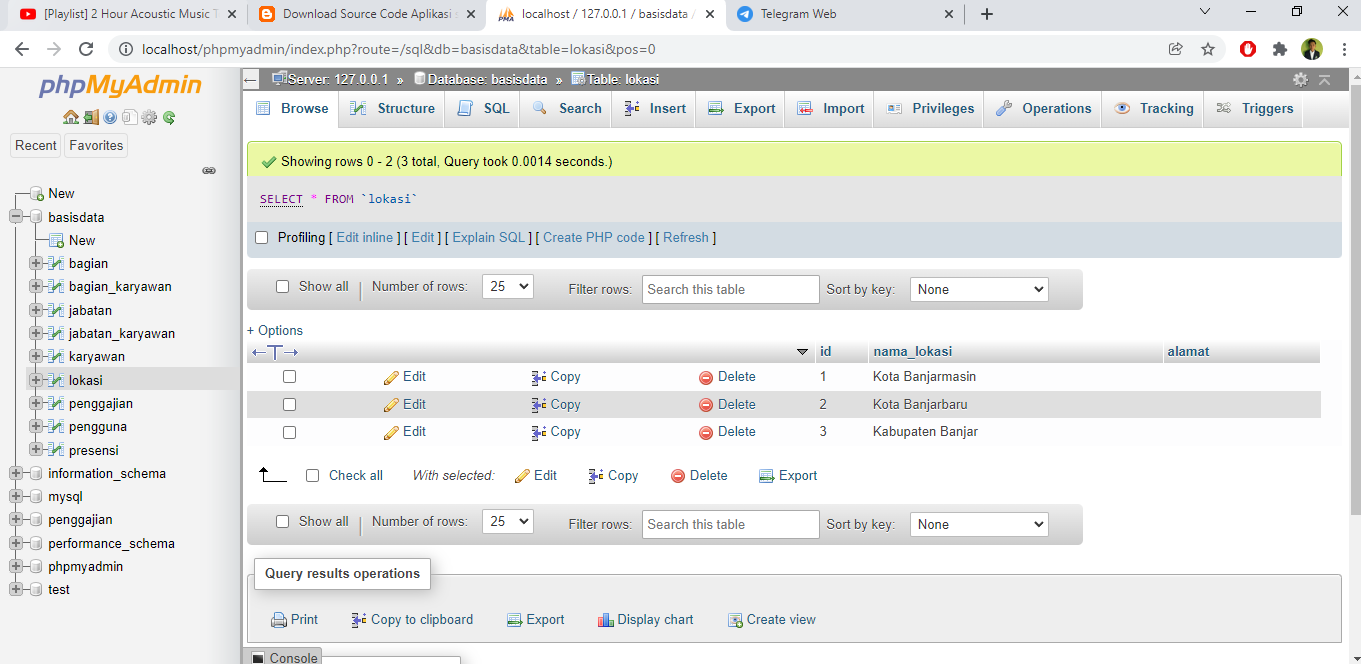 [Playlist] 2 Hour Acoustic Music T
Download Source Code Aplikasi
localhost / 127.0.0.1 / basisdata /
Telegram Web
localhost/phpmyadmin/index.php?route=/sql&db=basisdata&table=lokasi&pos=0
phpMyAdmin
Recent
Favorites
New
basisdata
New
bagian
bagian_karyawan
jabatan
jabatan_karyawan
karyawan
lokasi
penggajian
pengguna
presensi
information_schema
mysql
penggajian
performance_schema
phpmyadmin
test
Server: 127.0.0.1 » Database: basisdata » Table: lokasi
Browse Structure SQL Search Insert Export Import Privileges Operations Tracking Triggers
Showing rows 0 - 2 (3 total, Query took 0.0014 seconds.)
SELECT * FROM `lokasi`
Profiling [ Edit inline ] [ Edit ] [ Explain SQL ] [ Create PHP code ] [ Refresh ]
Show all | Number of rows: 25 Filter rows: Search this table Sort by key: None
+ Options
←T→ id nama_lokasi alamat
Edit Copy Delete 1 Kota Banjarmasin
Edit Copy Delete 2 Kota Banjarbaru
Edit Copy Delete 3 Kabupaten Banjar
Check all With selected: Edit Copy Delete Export
Show all | Number of rows: 25 Filter rows: Search this table Sort by key: None
Query results operations
Print Copy to clipboard Export Display chart Create view
Console